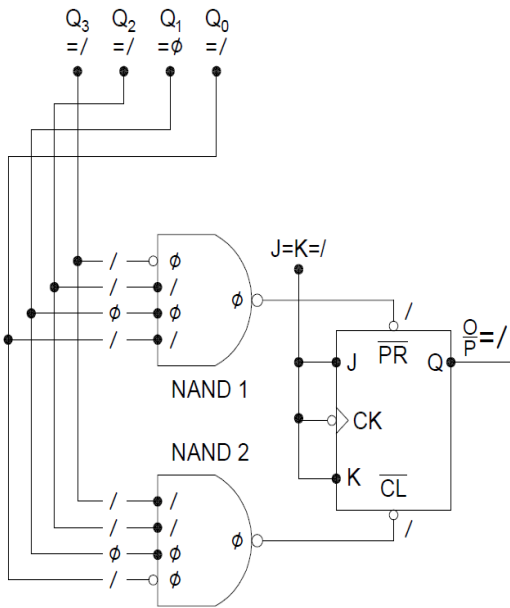 Q3 Q2 Q1 Q0
=/ =/ =ϕ =/
J=K=/
/ ϕ
/ /
ϕ ϕ
/ /
ϕ
/
NAND 1
J PR Q O/P=/
CK
K CL
/
NAND 2
/ /
/ /
ϕ ϕ
/ ϕ
ϕ